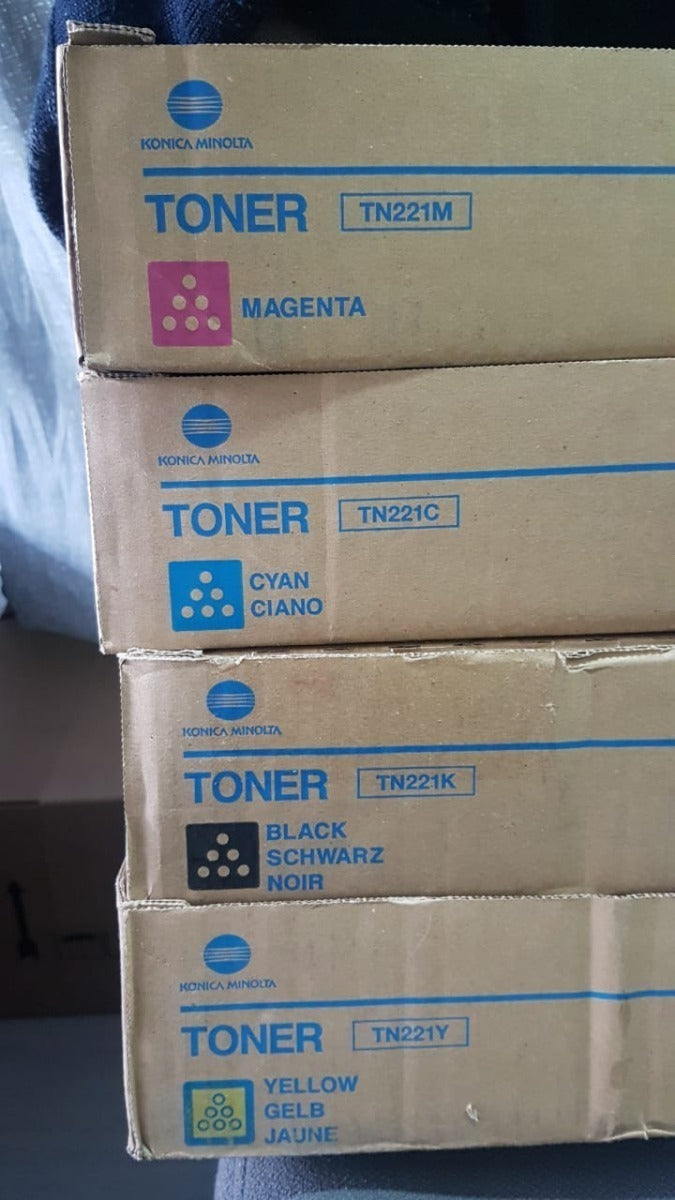 KONICA MINOLTA
TONER TN221M
MAGENTA
KONICA MINOLTA
TONER TN221C
CYAN
CIANO
KONICA MINOLTA
TONER TN221K
BLACK
SCHWARZ
NOIR
KONICA MINOLTA
TONER TN221Y
YELLOW
GELB
JAUNE